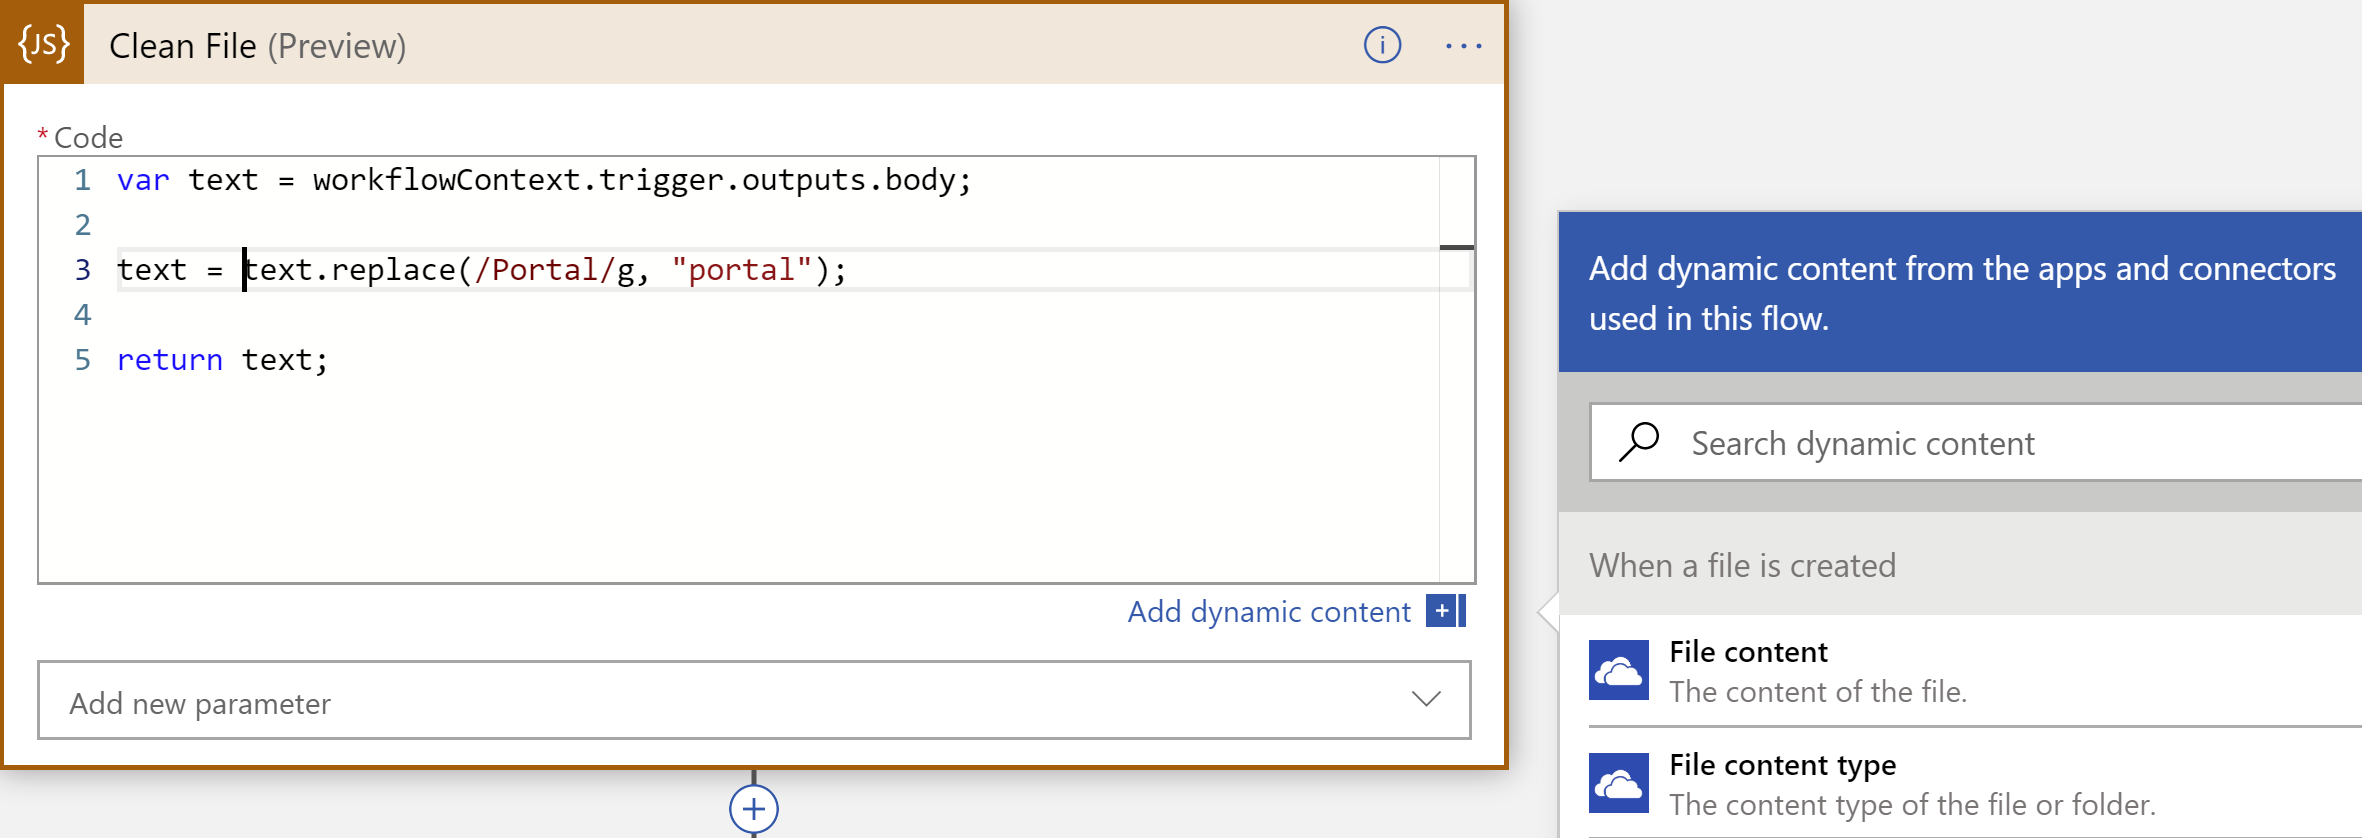 {JS}
Clean File (Preview)
i
...
* Code
1 var text = workflowContext.trigger.outputs.body;
2
3 text = text.replace(/Portal/g, "portal");
4
5 return text;
Add dynamic content
Add new parameter
Add dynamic content from the apps and connectors
used in this flow.
Search dynamic content
When a file is created
File content
The content of the file.
File content type
The content type of the file or folder.